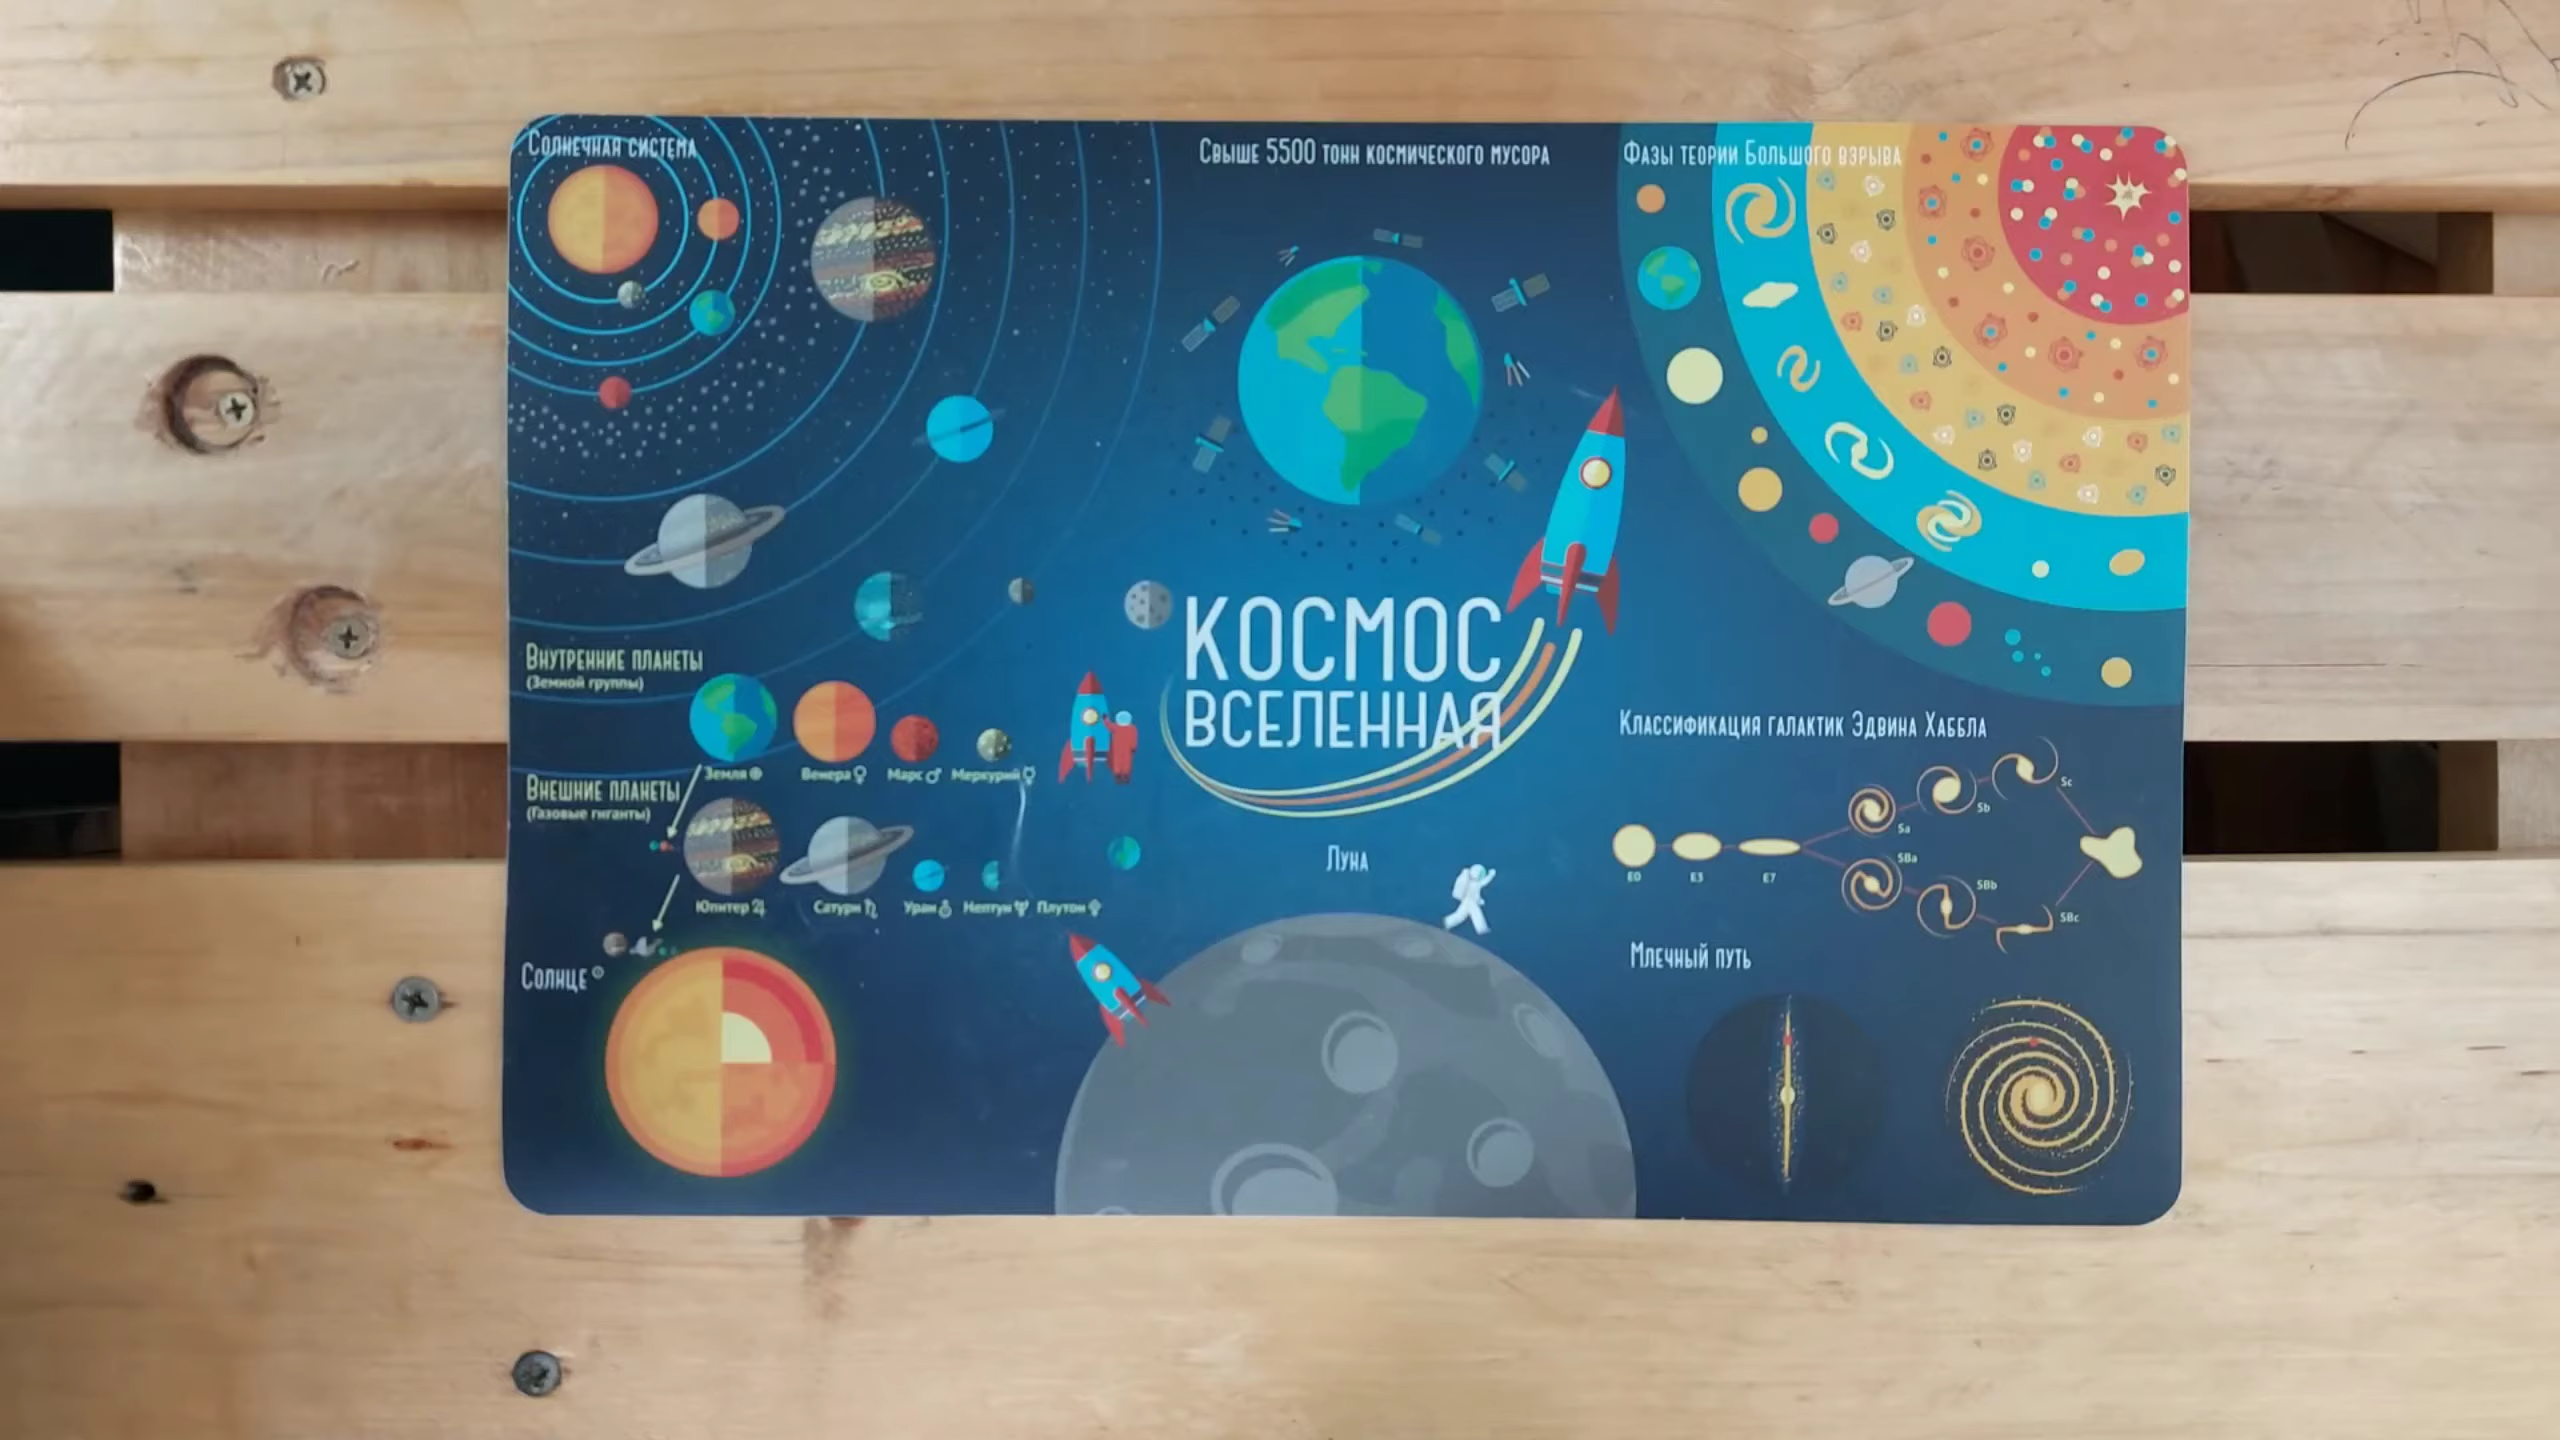 Солнечная система
Свыше 5500 тонн космического мусора
Фазы теории Большого взрыва
КОСМОС
ВСЕЛЕННАЯ
Внутренние планеты
(Земной группы)
Земля
Венера ♀
Марс ♂
Меркурий ☿
Внешние планеты
(Газовые гиганты)
Юпитер ♃
Сатурн ♄
Уран ⛢
Нептун ♆
Плутон
Солнце
Луна
Классификация галактик Эдвина Хаббла
E0
E3
E7
Sa
Sb
Sc
SBa
SBb
SBc
Млечный путь